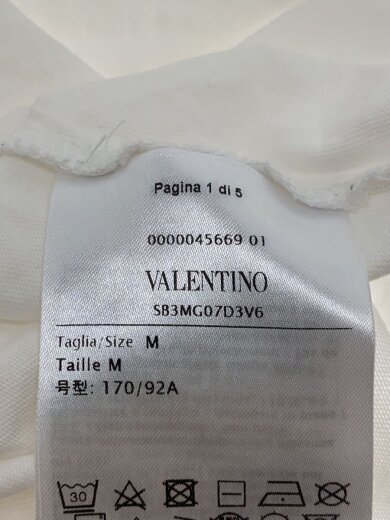 Pagina 1 di 5
0000045669 01
VALENTINO
SB3MG07D3V6
Taglia/Size M
Taille M
号型: 170/92A
30